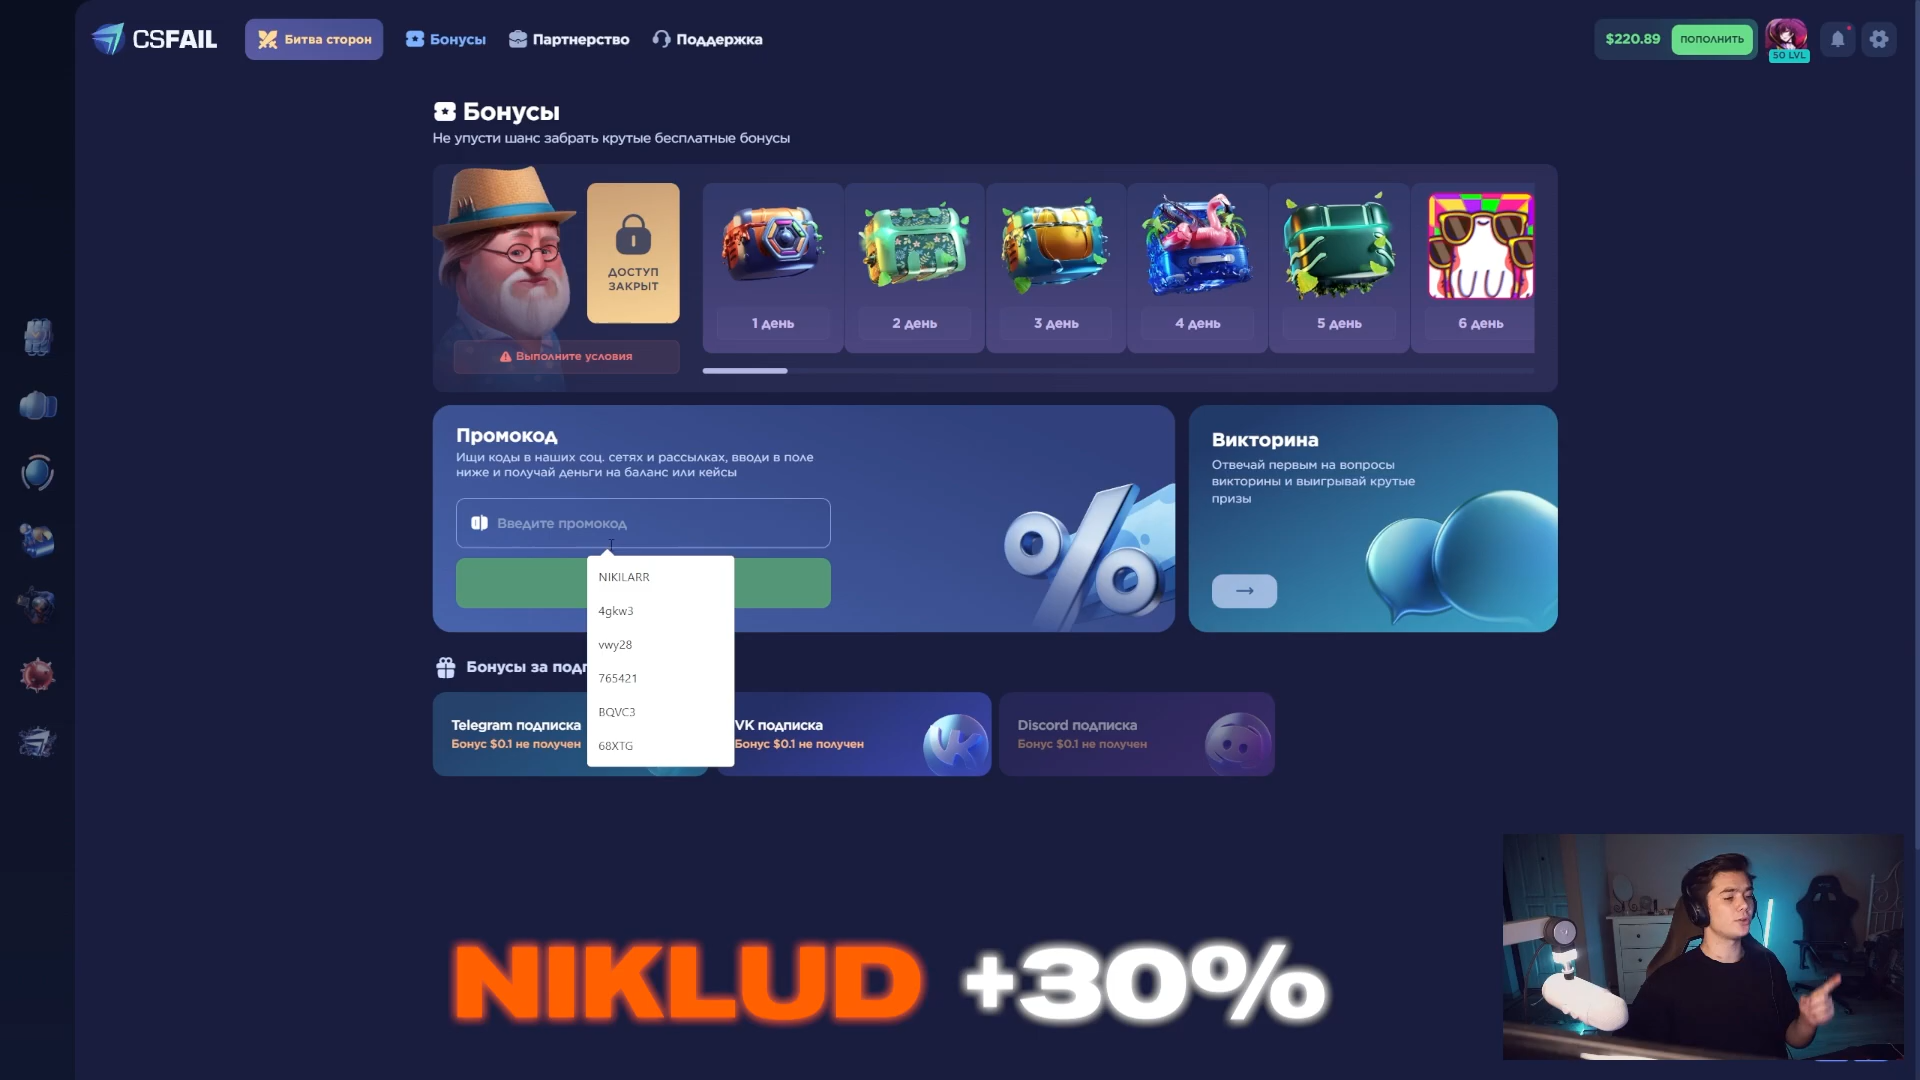 CSFAIL
Битва сторон
Бонусы
Партнерство
Поддержка
$220.89
ПОПОЛНИТЬ
50 LVL
Бонусы
Не упусти шанс забрать крутые бесплатные бонусы
ДОСТУП
ЗАКРЫТ
Выполните условия
1 день
2 день
3 день
4 день
5 день
6 день
Промокод
Ищи коды в наших соц. сетях и рассылках, вводи в поле
ниже и получай деньги на баланс или кейсы
Введите промокод
NIKILARR
4gkw3
vwy28
765421
BQVC3
68XTG
Викторина
Отвечай первым на вопросы
викторины и выигрывай крутые
призы
Бонусы за
Telegram подписка
Бонус $0.1 не получен
VK подписка
Бонус $0.1 не получен
Discord подписка
Бонус $0.1 не получен
NIKLUD +30%